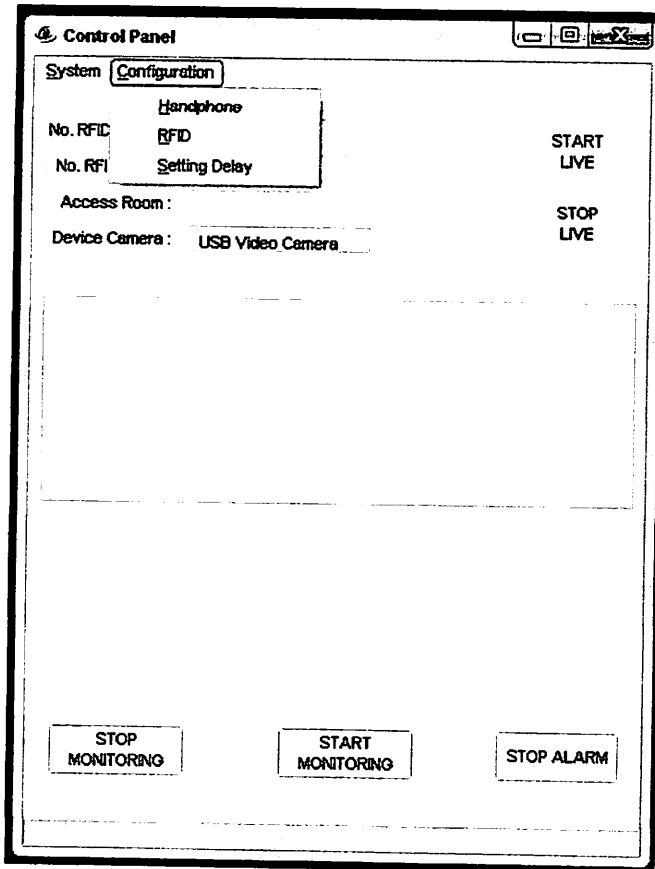 Control Panel
System Configuration
Handphone
No. RFID
RFID
START
LIVE
No. RFI
Setting Delay
Access Room :
STOP
LIVE
Device Camera :
USB Video Camera
STOP
MONITORING
START
MONITORING
STOP ALARM